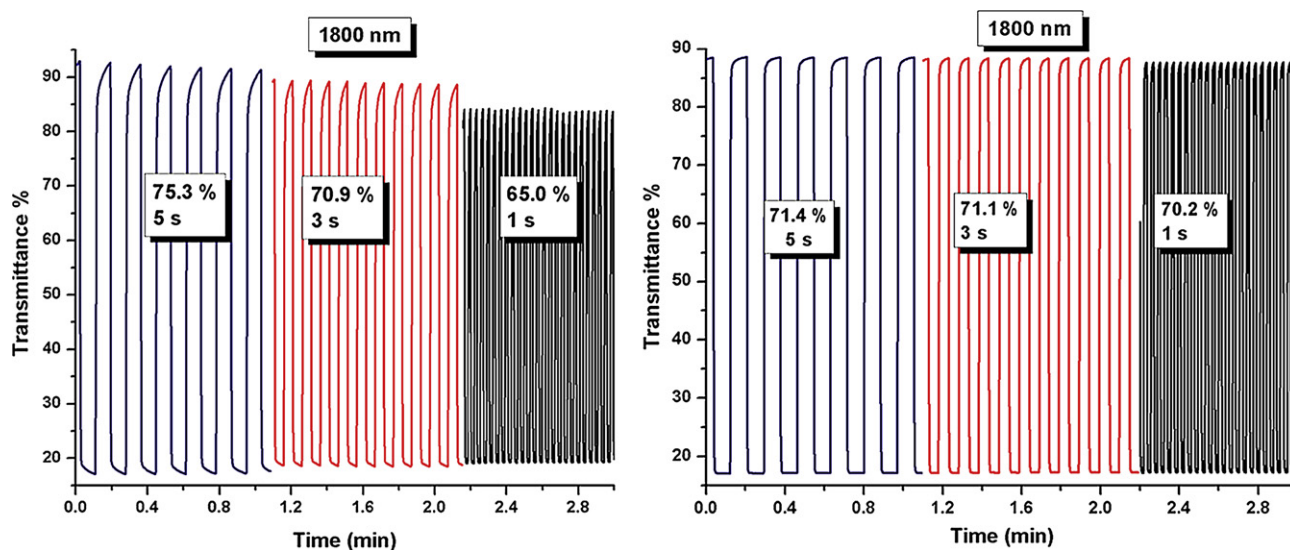 1800 nm
Transmittance %
90
80
70
60
50
40
30
20
75.3 %
5 s
70.9 %
3 s
65.0 %
1 s
0.0 0.4 0.8 1.2 1.6 2.0 2.4 2.8
Time (min)
1800 nm
Transmittance %
90
80
70
60
50
40
30
20
71.4 %
5 s
71.1 %
3 s
70.2 %
1 s
0.0 0.4 0.8 1.2 1.6 2.0 2.4 2.8
Time (min)